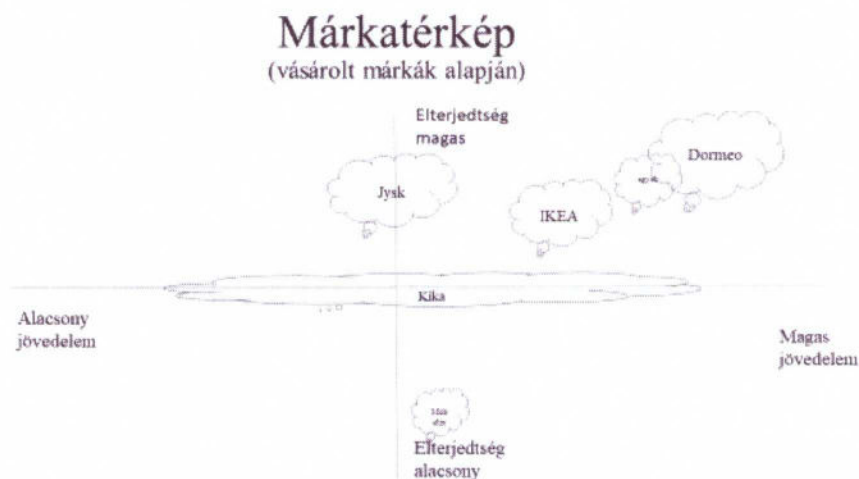 Márkatérkép
(vásárolt márkák alapján)
Elterjedtség
magas
Dormeo
Jysk
IKEA
Kika
Alacsony
jövedelem
Magas
jövedelem
Elterjedtség
alacsony